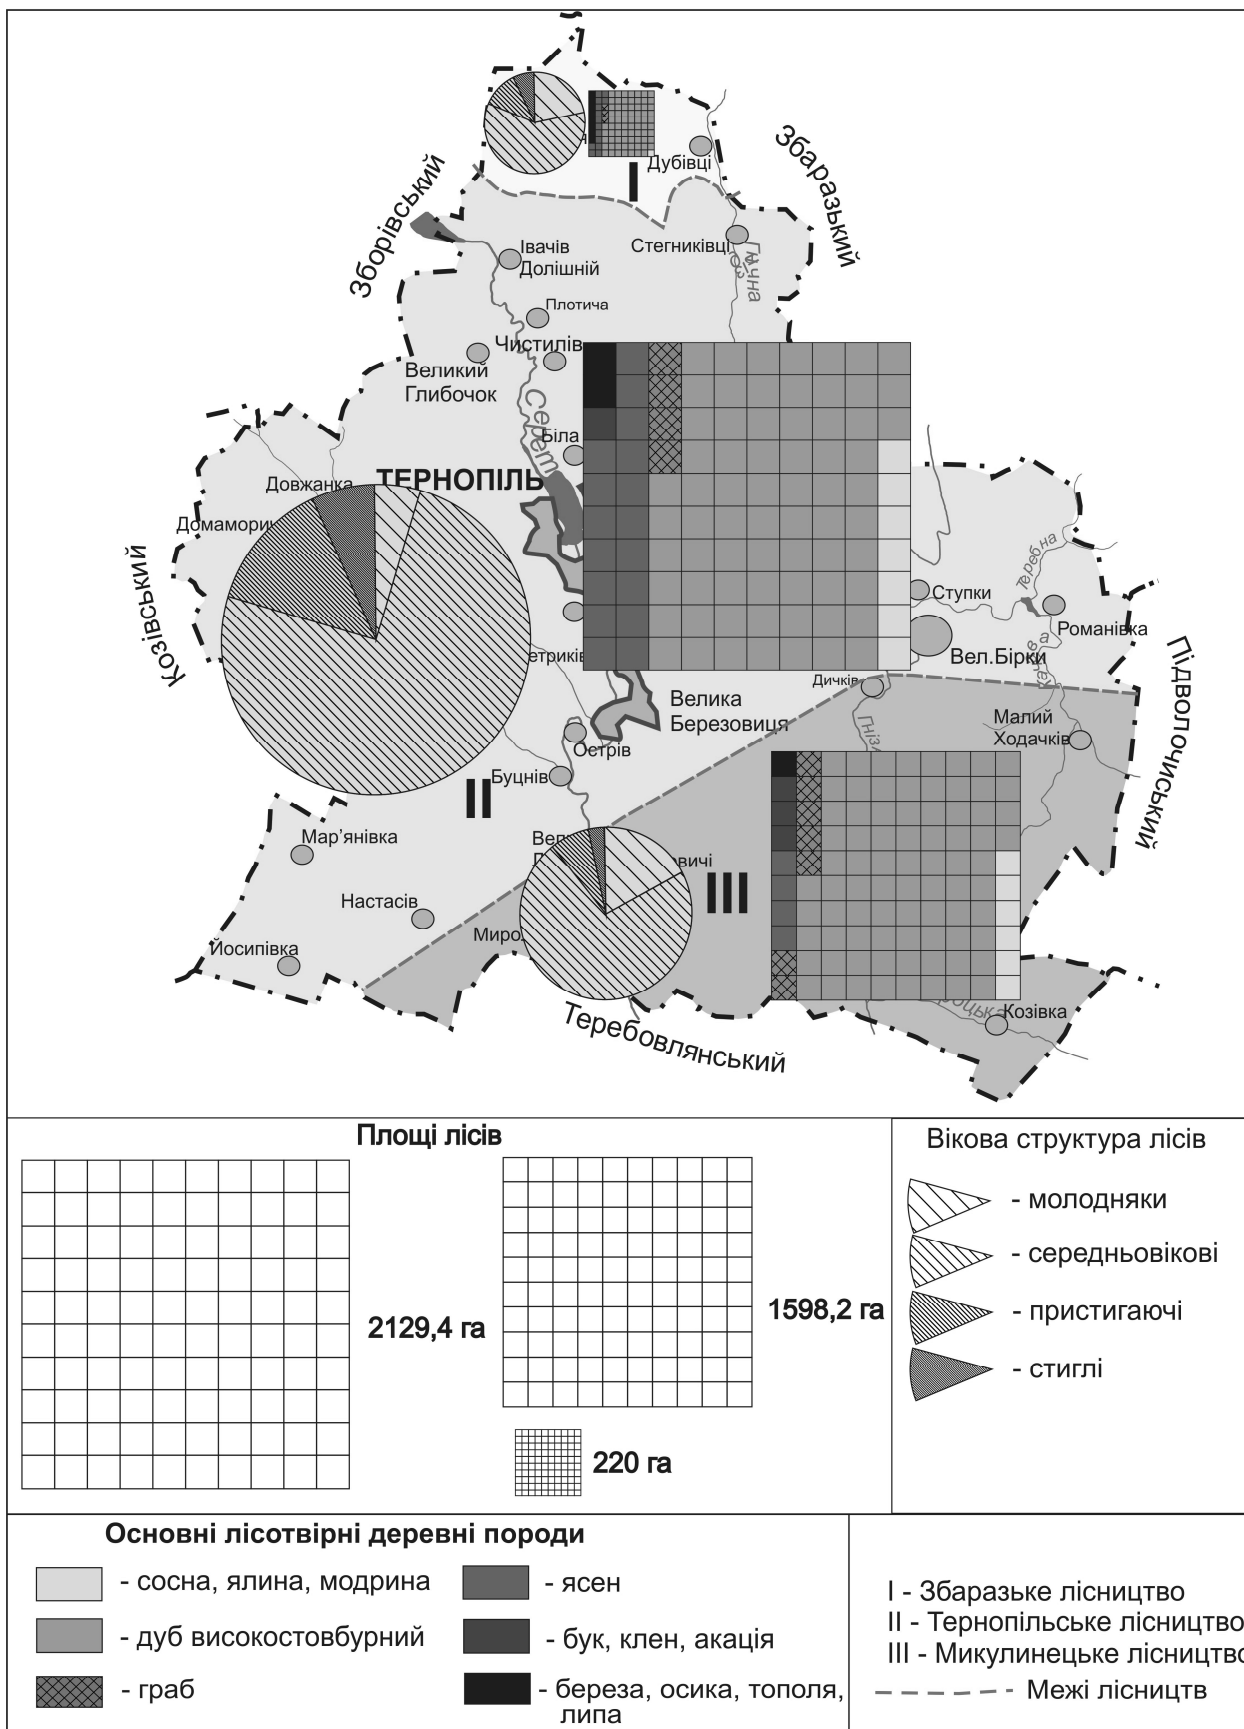 Збаразький
Дубівці
I
Зборівський
Стегниківці
Івачів
Долішній
Гнізна
Плотича
Чистилів
Великий
Глибочок
Серет
Біла
ТЕРНОПІЛЬ
Довжанка
Козівський
Теребна
Ступки
Романівка
Вел.Бірки
Підволочиський
Дичків
Велика
Березовиця
Малий
Ходачків
Острів
Буцнів
II
Мар’янівка
III
Настасів
Йосипівка
Козівка
Теребовлянський
Площі лісів
2129,4 га
1598,2 га
220 га
Вікова структура лісів
- молодняки
- середньовікові
- пристигаючі
- стиглі
Основні лісотвірні деревні породи
- сосна, ялина, модрина
- дуб високостовбурний
- граб
- ясен
- бук, клен, акація
- береза, осика, тополя,
липа
I - Збаразьке лісництво
II - Тернопільське лісництво
III - Микулинецьке лісництво
Межі лісництв